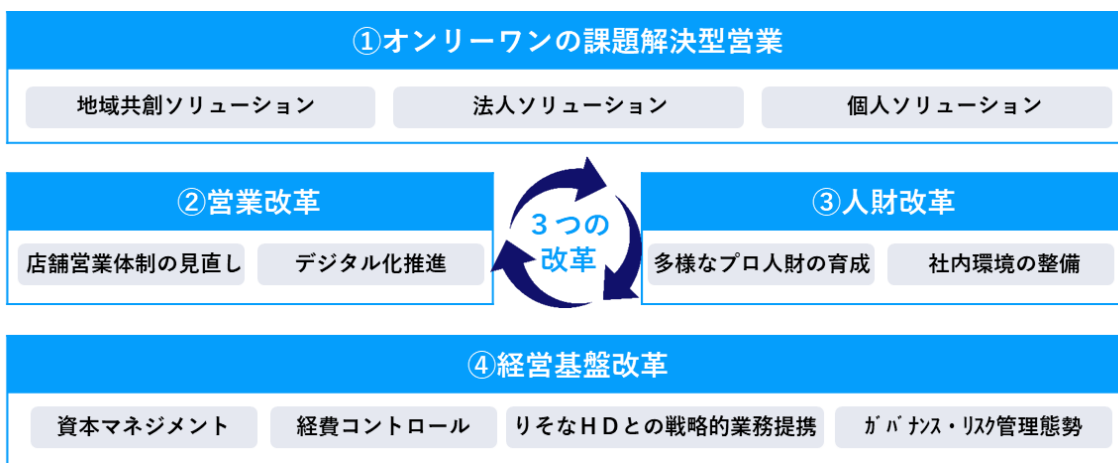 ①オンリーワンの課題解決型営業
地域共創ソリューション
法人ソリューション
個人ソリューション
②営業改革
店舗営業体制の見直し
デジタル化推進
３つの
改革
③人財改革
多様なプロ人財の育成
社内環境の整備
④経営基盤改革
資本マネジメント
経費コントロール
りそなＨＤとの戦略的業務提携
ｶﾞﾊﾞﾅﾝｽ・ﾘｽｸ管理態勢